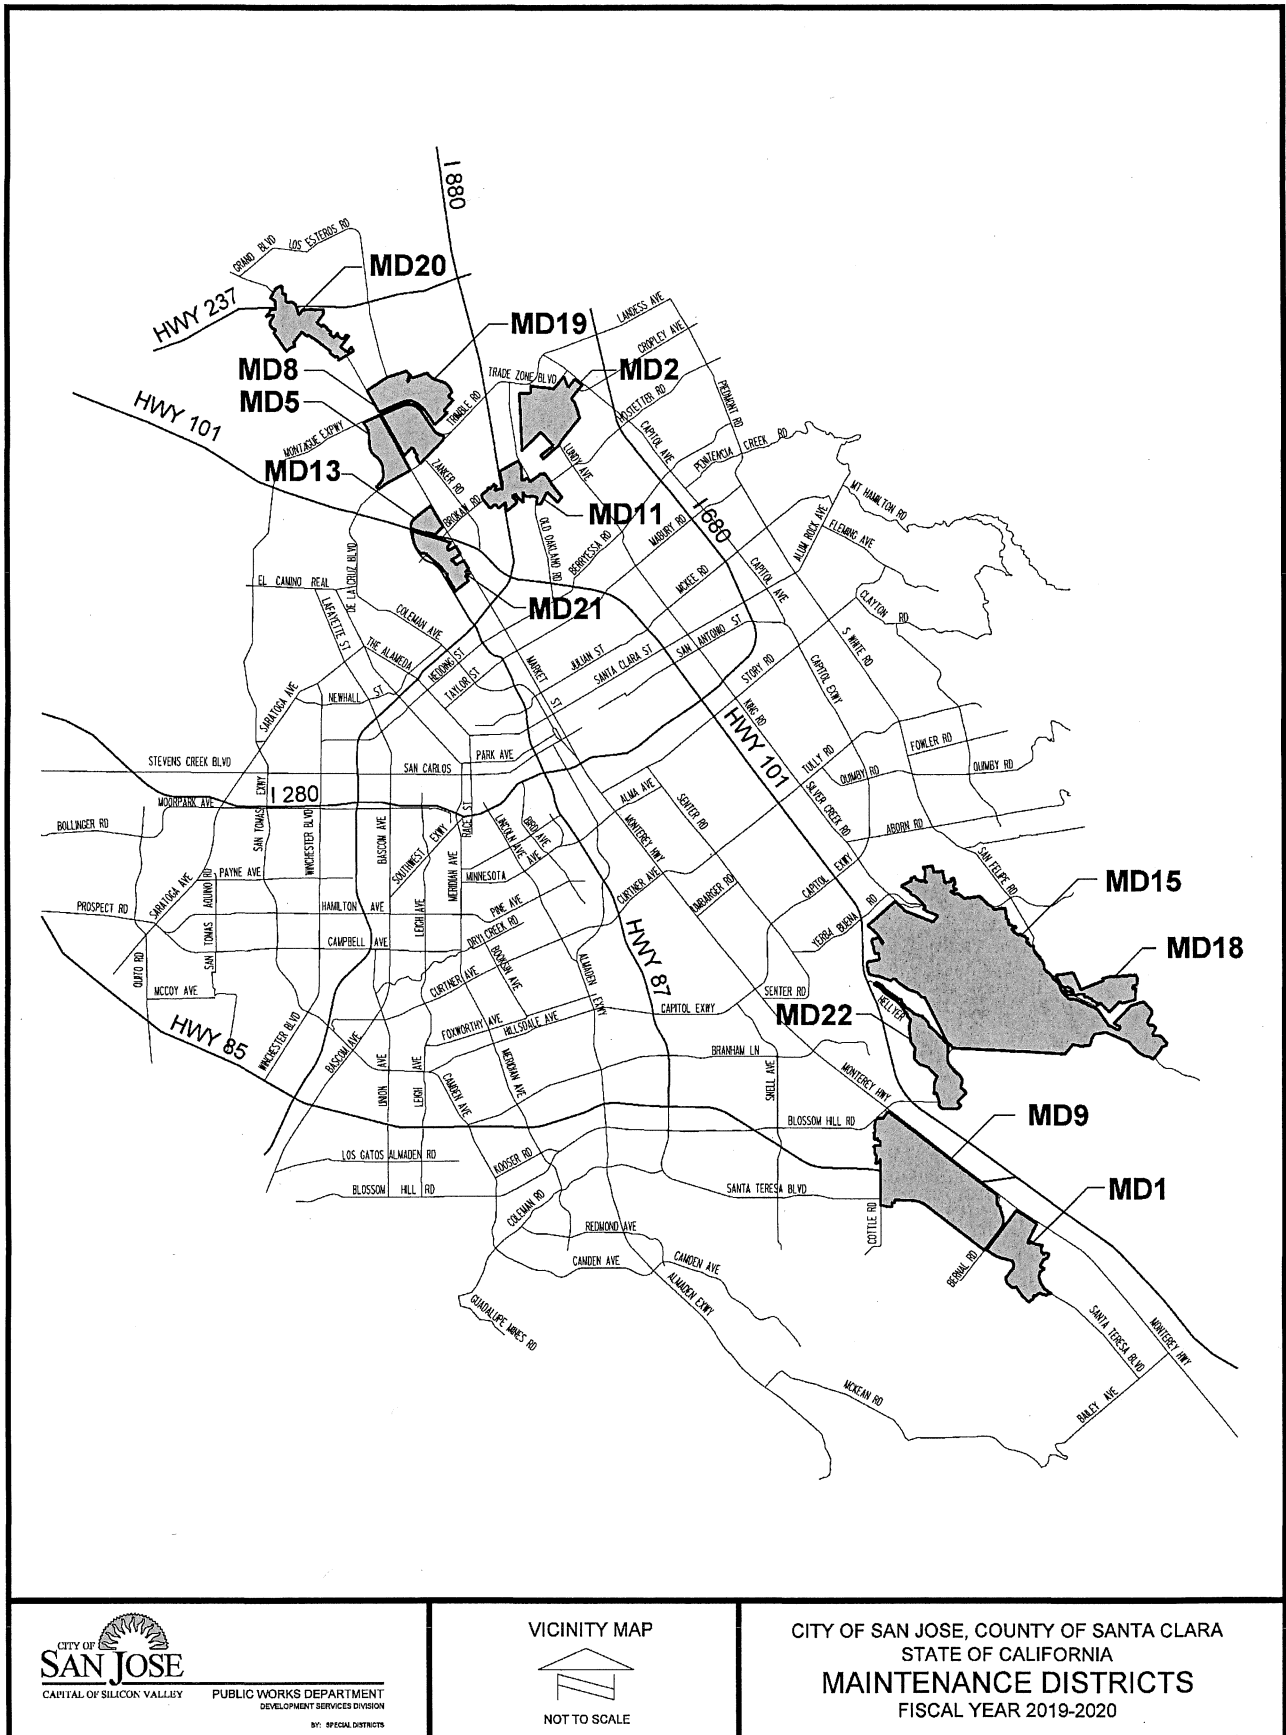 I 880
GRAND BLVD
LOS ESTEROS RD
MD20
HWY 237
MD19
MD8
MD5
LANDESS AVE
CROPLEY AVE
TRADE ZONE BLVD
MD2
HWY 101
TRIMBLE RD
HOSTETTER RD
PIEDMONT RD
MONTAGUE EXPWY
CAPITOL AVE
PENITENCIA CREEK RD
ZANKER RD
LUNDY AVE
MD13
BROKAW RD
MD11
MT HAMILTON RD
I 680
MABURY RD
OLD OAKLAND RD
BERRYESSA RD
ALUM ROCK AVE
FLEMING AVE
DE LA CRUZ BLVD
EL CAMINO REAL
MCKEE RD
CAPITOL AVE
CLAYTON RD
MD21
LAFAYETTE ST
COLEMAN AVE
THE ALAMEDA
HEDDING ST
TAYLOR ST
MARKET ST
JULIAN ST
SANTA CLARA ST
SAN ANTONIO ST
S WHITE RD
STORY RD
CAPITOL EXPY
SARATOGA AVE
NEWHALL ST
KING RD
HWY 101
TULLY RD
FOWLER RD
QUIMBY RD
QUIMBY RD
STEVENS CREEK BLVD
SAN CARLOS
PARK AVE
SILVER CREEK RD
I 280
MOORPARK AVE
BOLLINGER RD
SAN TOMAS EXWY
WINCHESTER BLVD
BASCOM AVE
SOUTHWEST EXWY
RACE ST
LINCOLN AVE
BIRD AVE
ALMA AVE
SENTER RD
MONTEREY HWY
ABORN RD
SAN FELIPE RD
PAYNE AVE
MERIDIAN AVE
MINNESOTA AVE
CURTNER AVE
UMBARGER RD
CAPITOL EXWY
YERBA BUENA RD
MD15
PROSPECT RD
SARATOGA AVE
SAN TOMAS AQUINO RD
HAMILTON AVE
LEIGH AVE
PINE AVE
DRY CREEK RD
CAMPBELL AVE
QUITO RD
MCCOY AVE
CURTNER AVE
BOOKSIN AVE
ALMADEN EXWY
HWY 87
MD18
SENTER RD
HELLYER
CAPITOL EXWY
MD22
HWY 85
WINCHESTER BLVD
BASCOM AVE
FOXWORTHY AVE
HILLSDALE AVE
BRANHAM LN
UNION AVE
LEIGH AVE
CAMDEN AVE
MERIDIAN AVE
SNELL AVE
MONTEREY HWY
MD9
BLOSSOM HILL RD
LOS GATOS ALMADEN RD
KOOSER RD
BLOSSOM HILL RD
SANTA TERESA BLVD
MD1
COLEMAN RD
REDMOND AVE
COTTLE RD
BERNAL RD
CAMDEN AVE
CAMDEN AVE
ALMADEN EXWY
GUADALUPE MINES RD
SANTA TERESA BLVD
MONTEREY HWY
MCKEAN RD
BAILEY AVE
CITY OF
SAN JOSE
CAPITAL OF SILICON VALLEY
PUBLIC WORKS DEPARTMENT
DEVELOPMENT SERVICES DIVISION
BY: SPECIAL DISTRICTS
VICINITY MAP
NOT TO SCALE
CITY OF SAN JOSE, COUNTY OF SANTA CLARA
STATE OF CALIFORNIA
MAINTENANCE DISTRICTS
FISCAL YEAR 2019-2020